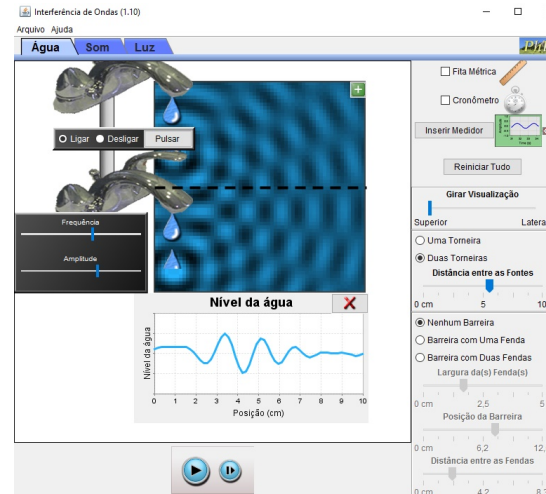 Interferência de Ondas (1.10)
Arquivo Ajuda
Água Som Luz
Fita Métrica
Cronômetro
Inserir Medidor
Reiniciar Tudo
Girar Visualização
Superior Latera
Uma Torneira
Duas Torneiras
Distância entre as Fontes
0 cm 5 10
Nenhum Barreira
Barreira com Uma Fenda
Barreira com Duas Fendas
Largura da(s) Fenda(s)
0 cm 2,5 5
Posição da Barreira
0 cm 6,2 12,
Distância entre as Fendas
0 cm 4,2 8,3
Ligar Desligar Pulsar
Frequência
Amplitude
Nível da água
Nível da água
0 1 2 3 4 5 6 7 8 9 10
Posição (cm)